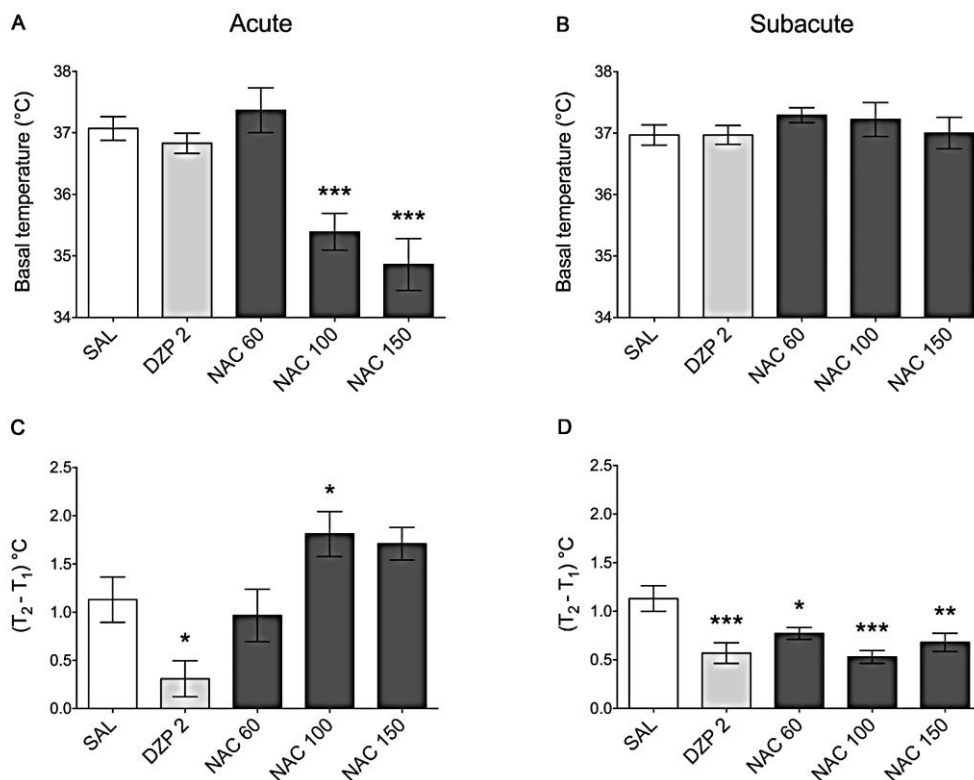 A
Acute
Basal temperature (°C)
38
37
36
35
34
***
***
SAL
DZP 2
NAC 60
NAC 100
NAC 150
B
Subacute
Basal temperature (°C)
38
37
36
35
34
SAL
DZP 2
NAC 60
NAC 100
NAC 150
C
(T₂ - T₁) °C
2.5
2.0
1.5
1.0
0.5
0.0
*
*
SAL
DZP 2
NAC 60
NAC 100
NAC 150
D
(T₂ - T₁) °C
2.5
2.0
1.5
1.0
0.5
0.0
***
*
***
**
SAL
DZP 2
NAC 60
NAC 100
NAC 150